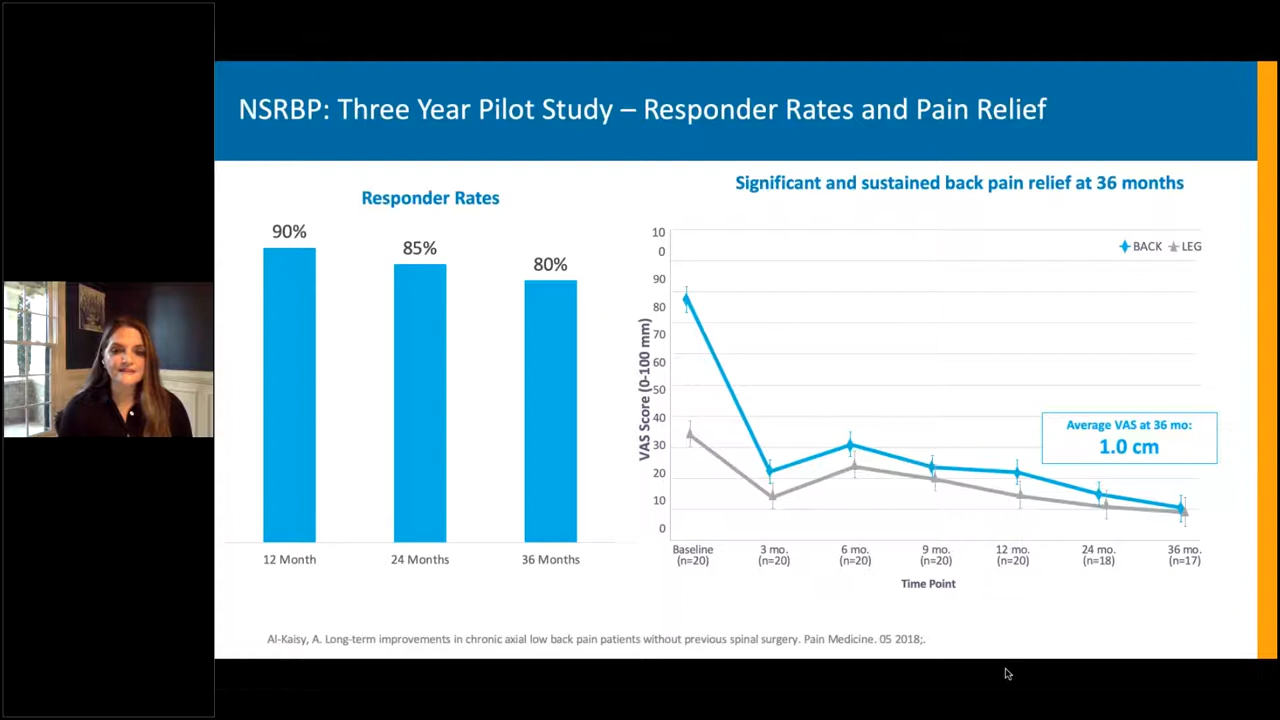 NSRBP: Three Year Pilot Study – Responder Rates and Pain Relief
Responder Rates
90%
85%
80%
12 Month
24 Months
36 Months
Significant and sustained back pain relief at 36 months
BACK
LEG
VAS Score (0-100 mm)
10
0
90
80
70
60
50
40
30
20
10
0
Average VAS at 36 mo:
1.0 cm
Baseline
(n=20)
3 mo.
(n=20)
6 mo.
(n=20)
9 mo.
(n=20)
12 mo.
(n=20)
24 mo.
(n=18)
36 mo.
(n=17)
Time Point
Al-Kaisy, A. Long-term improvements in chronic axial low back pain patients without previous spinal surgery. Pain Medicine. 05 2018;.